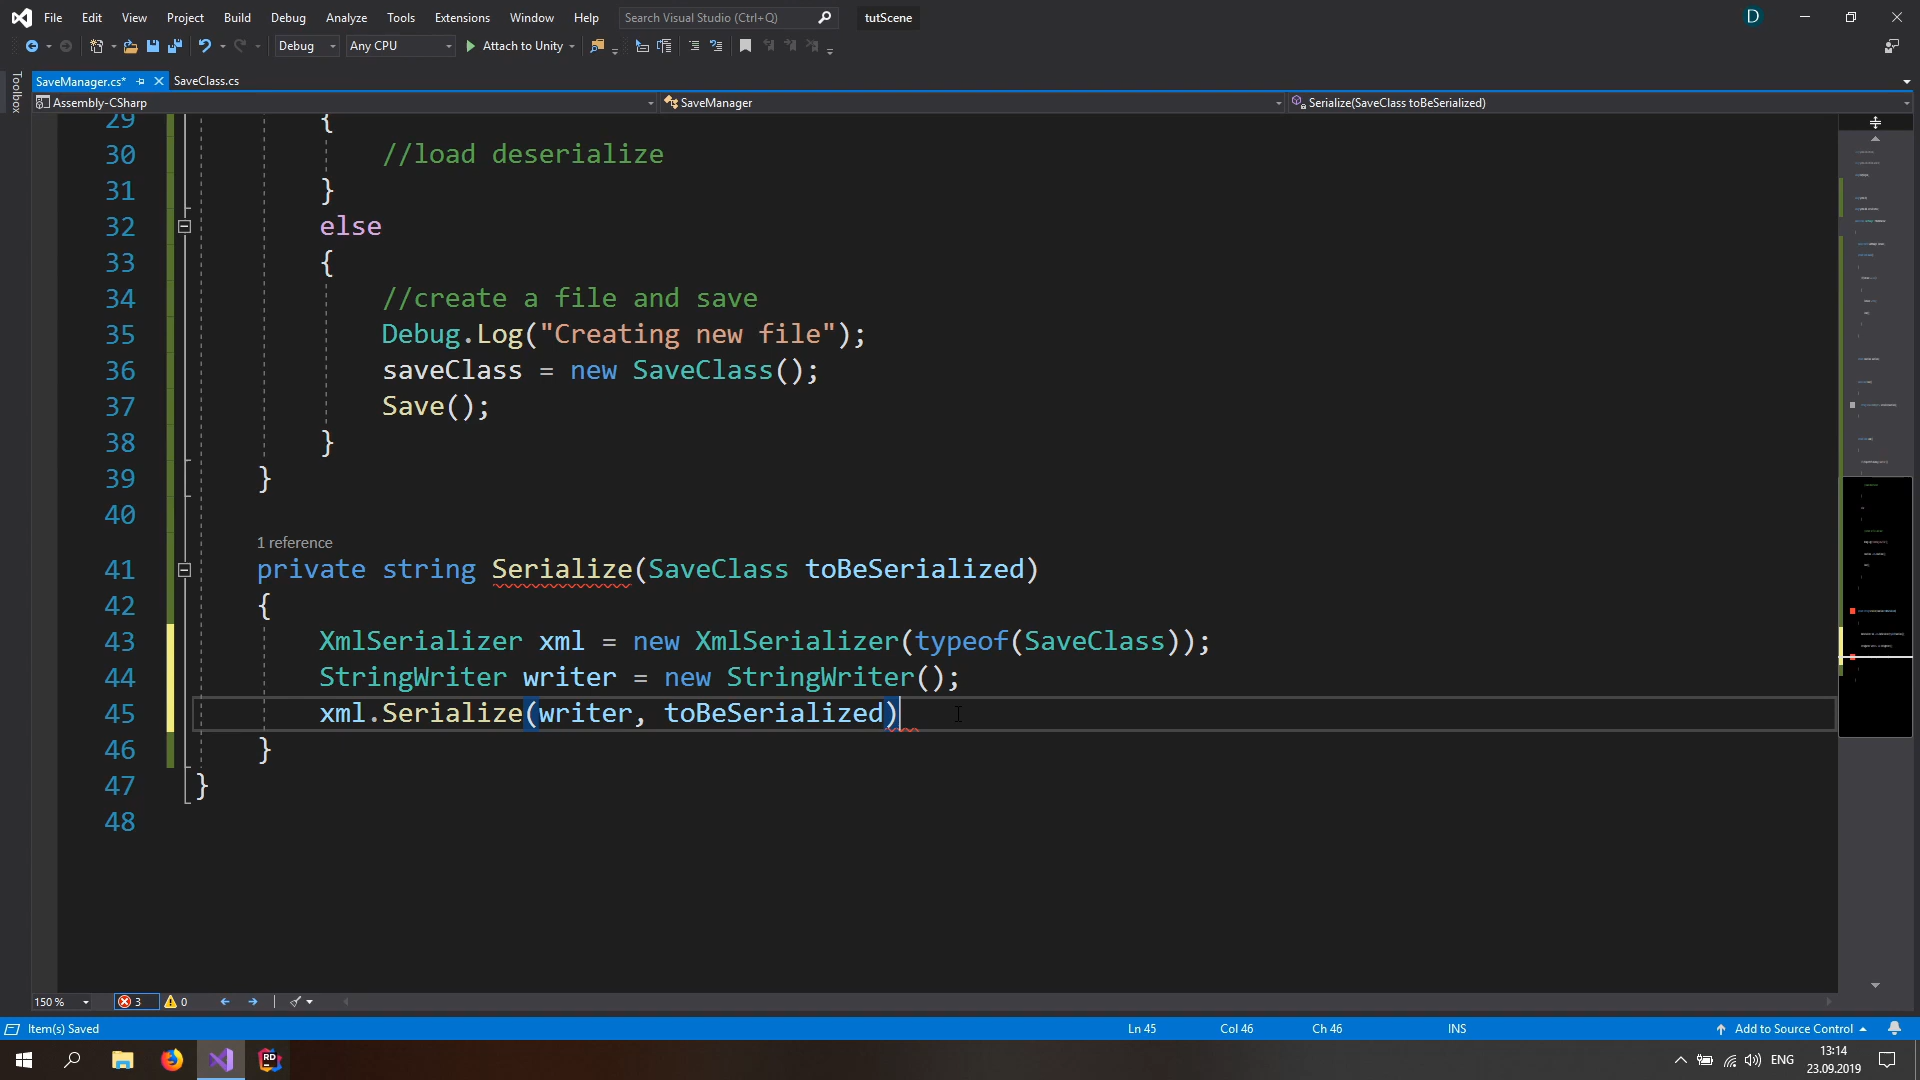 File Edit View Project Build Debug Analyze Tools Extensions Window Help Search Visual Studio (Ctrl+Q) tutScene D
Debug Any CPU Attach to Unity
SaveManager.cs* SaveClass.cs
Toolbox
Assembly-CSharp SaveManager Serialize(SaveClass toBeSerialized)
29 {
30 //load deserialize
31 }
32 else
33 {
34 //create a file and save
35 Debug.Log("Creating new file");
36 saveClass = new SaveClass();
37 Save();
38 }
39 }
40
1 reference
41 private string Serialize(SaveClass toBeSerialized)
42 {
43 XmlSerializer xml = new XmlSerializer(typeof(SaveClass));
44 StringWriter writer = new StringWriter();
45 xml.Serialize(writer, toBeSerialized)
46 }
47 }
48
150 % 3 0
Item(s) Saved Ln 45 Col 46 Ch 46 INS Add to Source Control
RD ENG 13:14
23.09.2019